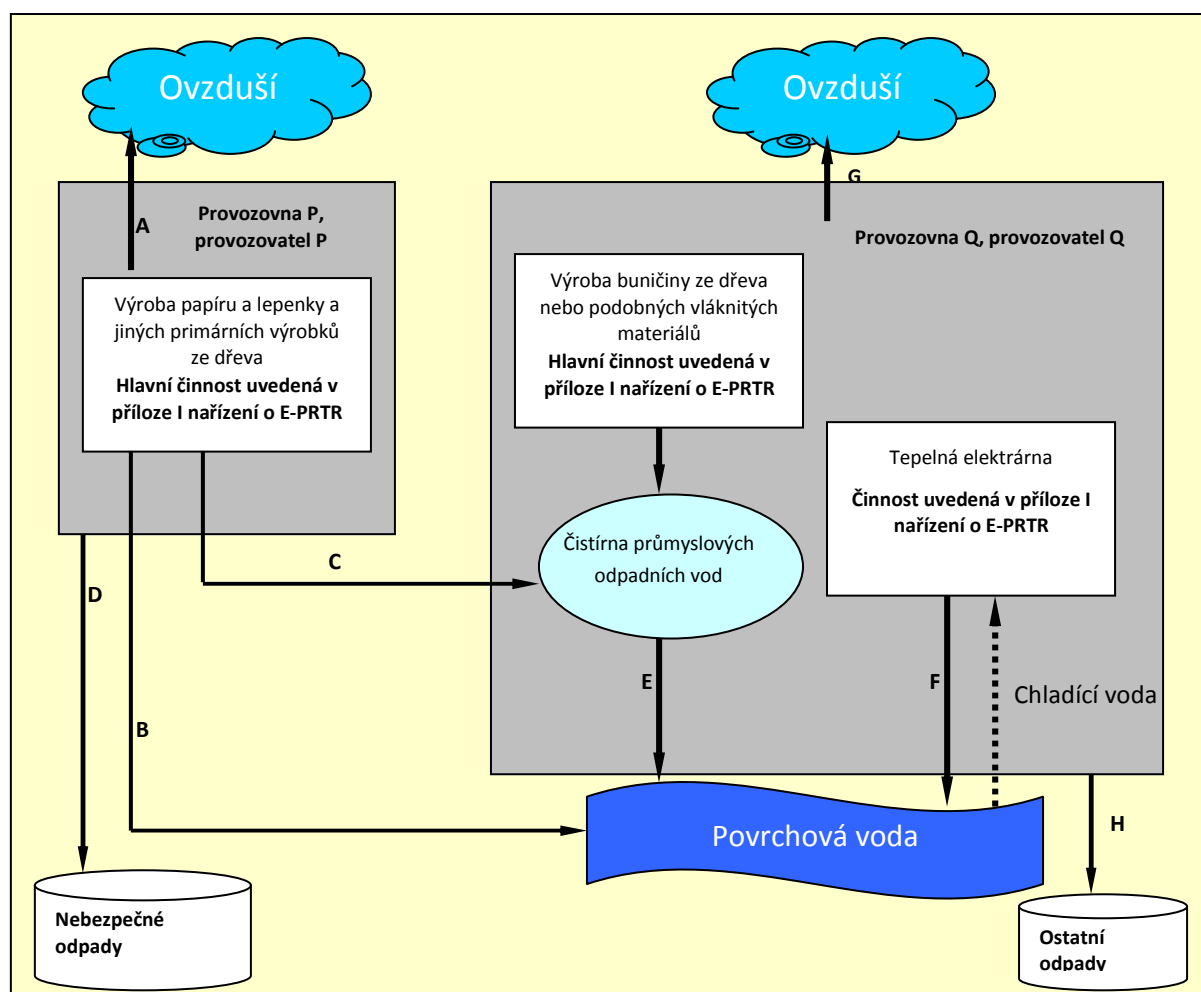 Ovzduší
Ovzduší
A
Provozovna P,
provozovatel P
G
Provozovna Q, provozovatel Q
Výroba papíru a lepenky a
jiných primárních výrobků
ze dřeva
Hlavní činnost uvedená v
příloze I nařízení o E-PRTR
Výroba buničiny ze dřeva
nebo podobných vláknitých
materiálů
Hlavní činnost uvedená v
příloze I nařízení o E-PRTR
Tepelná elektrárna
Činnost uvedená v příloze I
nařízení o E-PRTR
Čistírna průmyslových
odpadních vod
C
D
E
F
Chladící voda
B
Povrchová voda
H
Nebezpečné
odpady
Ostatní
odpady